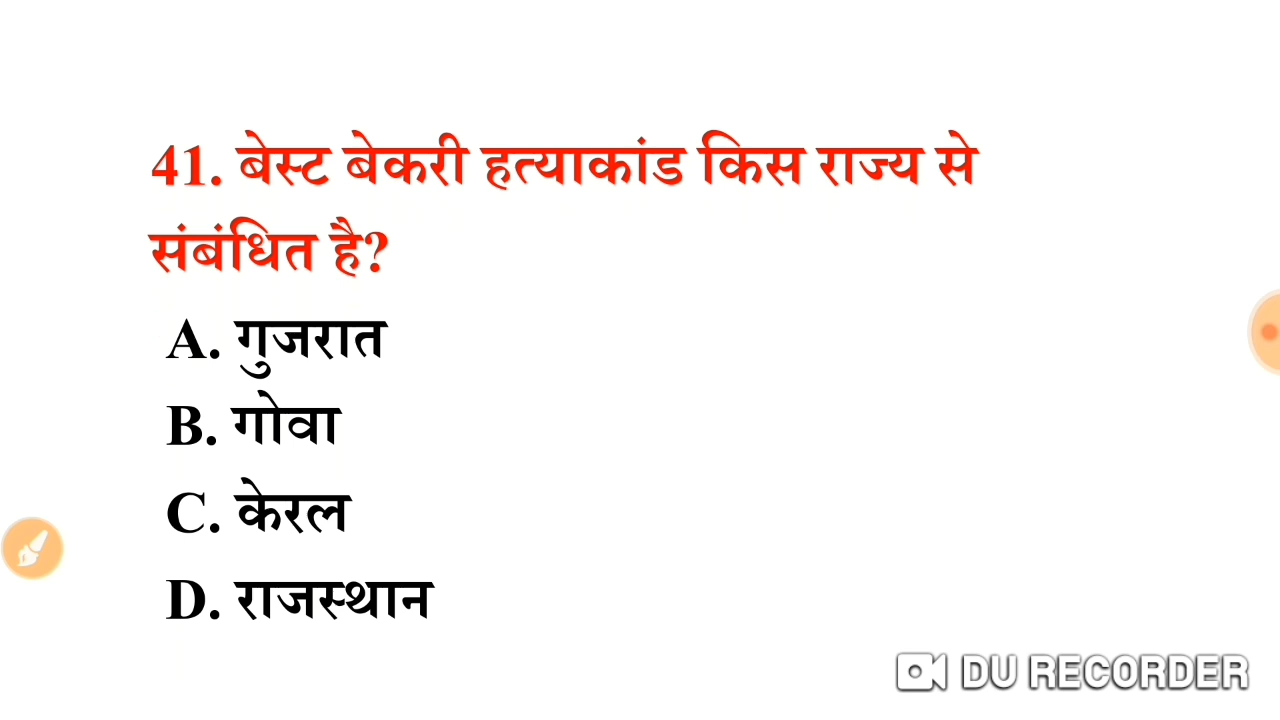 41. बेस्ट बेकरी हत्याकांड किस राज्य से
संबंधित है?
A. गुजरात
B. गोवा
C. केरल
D. राजस्थान
DU RECORDER